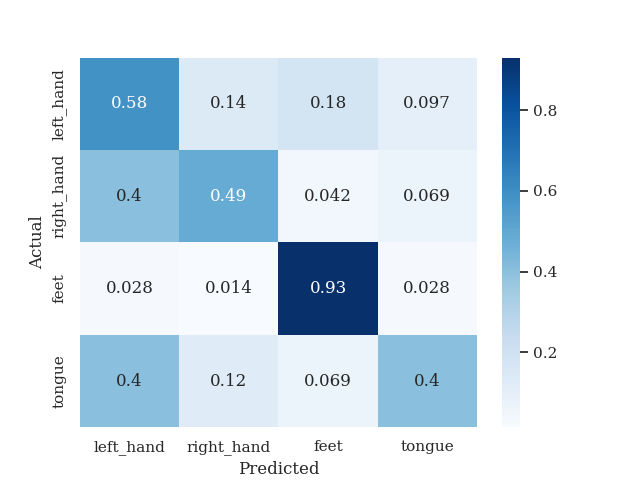 left_hand 0.58 0.14 0.18 0.097
right_hand 0.4 0.49 0.042 0.069
feet 0.028 0.014 0.93 0.028
tongue 0.4 0.12 0.069 0.4
left_hand right_hand feet tongue
Predicted
Actual
0.8
0.6
0.4
0.2